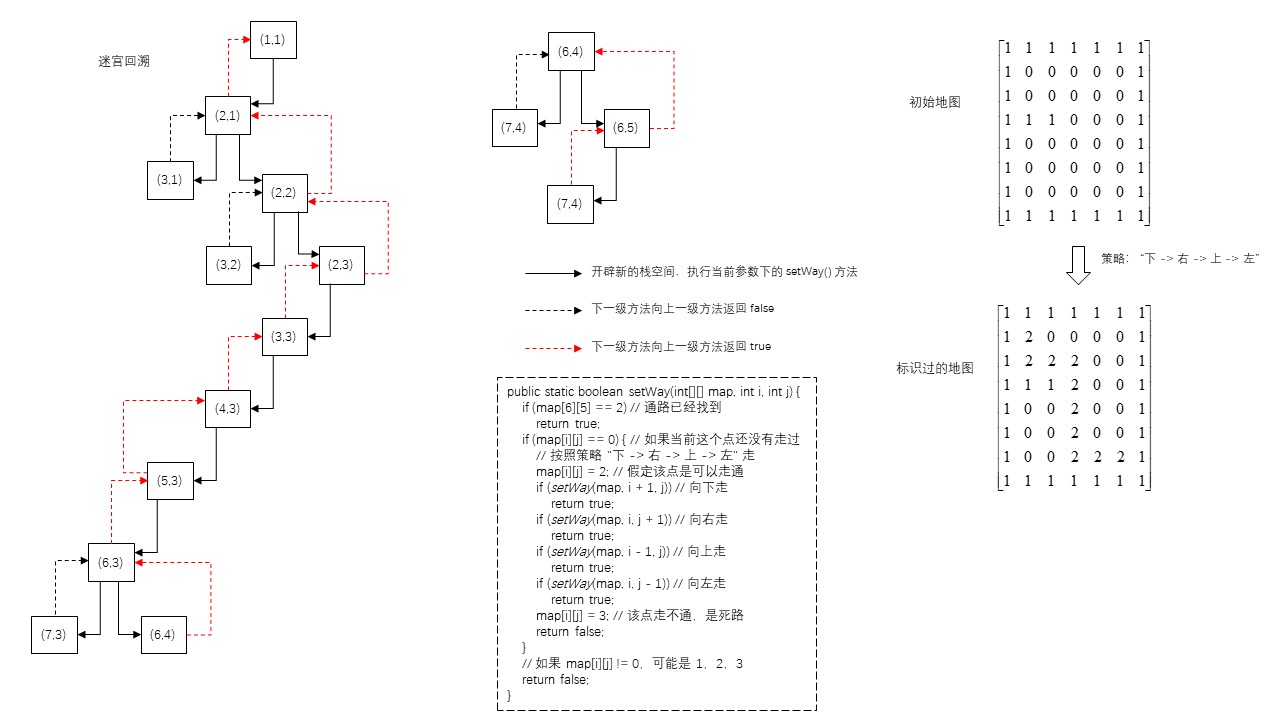 迷宫回溯
(1,1)
(2,1)
(3,1)
(2,2)
(3,2)
(2,3)
(3,3)
(4,3)
(5,3)
(6,3)
(7,3)
(6,4)
(6,4)
(7,4)
(6,5)
(7,4)
开辟新的栈空间，执行当前参数下的 setWay() 方法
下一级方法向上一级方法返回 false
下一级方法向上一级方法返回 true
public static boolean setWay(int[][] map, int i, int j) {
if (map[6][5] == 2) // 通路已经找到
return true;
if (map[i][j] == 0) { // 如果当前这个点还没有走过
// 按照策略 "下 -> 右 -> 上 -> 左" 走
map[i][j] = 2; // 假定该点是可以走通
if (setWay(map, i + 1, j)) // 向下走
return true;
if (setWay(map, i, j + 1)) // 向右走
return true;
if (setWay(map, i - 1, j)) // 向上走
return true;
if (setWay(map, i, j - 1)) // 向左走
return true;
map[i][j] = 3; // 该点走不通，是死路
return false;
}
// 如果 map[i][j] != 0，可能是 1，2，3
return false;
}
初始地图
1 1 1 1 1 1 1
1 0 0 0 0 0 1
1 0 0 0 0 0 1
1 1 1 0 0 0 1
1 0 0 0 0 0 1
1 0 0 0 0 0 1
1 0 0 0 0 0 1
1 1 1 1 1 1 1
策略： “下 -> 右 -> 上 -> 左”
标识过的地图
1 1 1 1 1 1 1
1 2 0 0 0 0 1
1 2 2 2 0 0 1
1 1 1 2 0 0 1
1 0 0 2 0 0 1
1 0 0 2 0 0 1
1 0 0 2 2 2 1
1 1 1 1 1 1 1